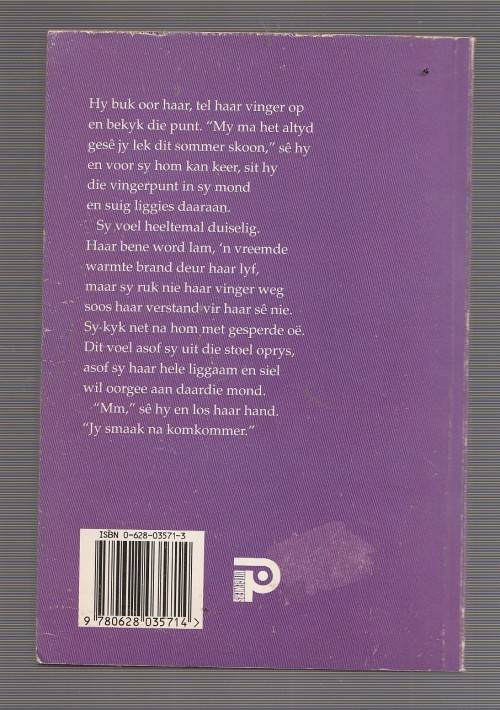 Hy buk oor haar, tel haar vinger op
en bekyk die punt. “My ma het altyd
gesê jy lek dit sommer skoon,” sê hy
en voor sy hom kan keer, sit hy
die vingerpunt in sy mond
en suig liggies daaraan.
Sy voel heeltemal duiselig.
Haar bene word lam, ’n vreemde
warmte brand deur haar lyf,
maar sy ruk nie haar vinger weg
soos haar verstand vir haar sê nie.
Sy kyk net na hom met gesperde oë.
Dit voel asof sy uit die stoel oprys,
asof sy haar hele liggaam en siel
wil oorgee aan daardie mond.
“Mm,” sê hy en los haar hand.
“Jy smaak na komkommer.”
ISBN 0-628-03571-3
9 780628 035714 >